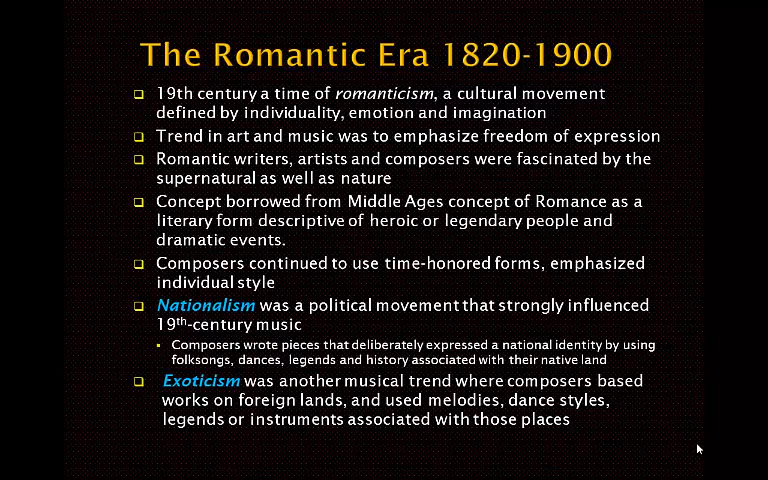 The Romantic Era 1820-1900
19th century a time of romanticism, a cultural movement
defined by individuality, emotion and imagination
Trend in art and music was to emphasize freedom of expression
Romantic writers, artists and composers were fascinated by the
supernatural as well as nature
Concept borrowed from Middle Ages concept of Romance as a
literary form descriptive of heroic or legendary people and
dramatic events.
Composers continued to use time-honored forms, emphasized
individual style
Nationalism was a political movement that strongly influenced
19th-century music
Composers wrote pieces that deliberately expressed a national identity by using
folksongs, dances, legends and history associated with their native land
Exoticism was another musical trend where composers based
works on foreign lands, and used melodies, dance styles,
legends or instruments associated with those places